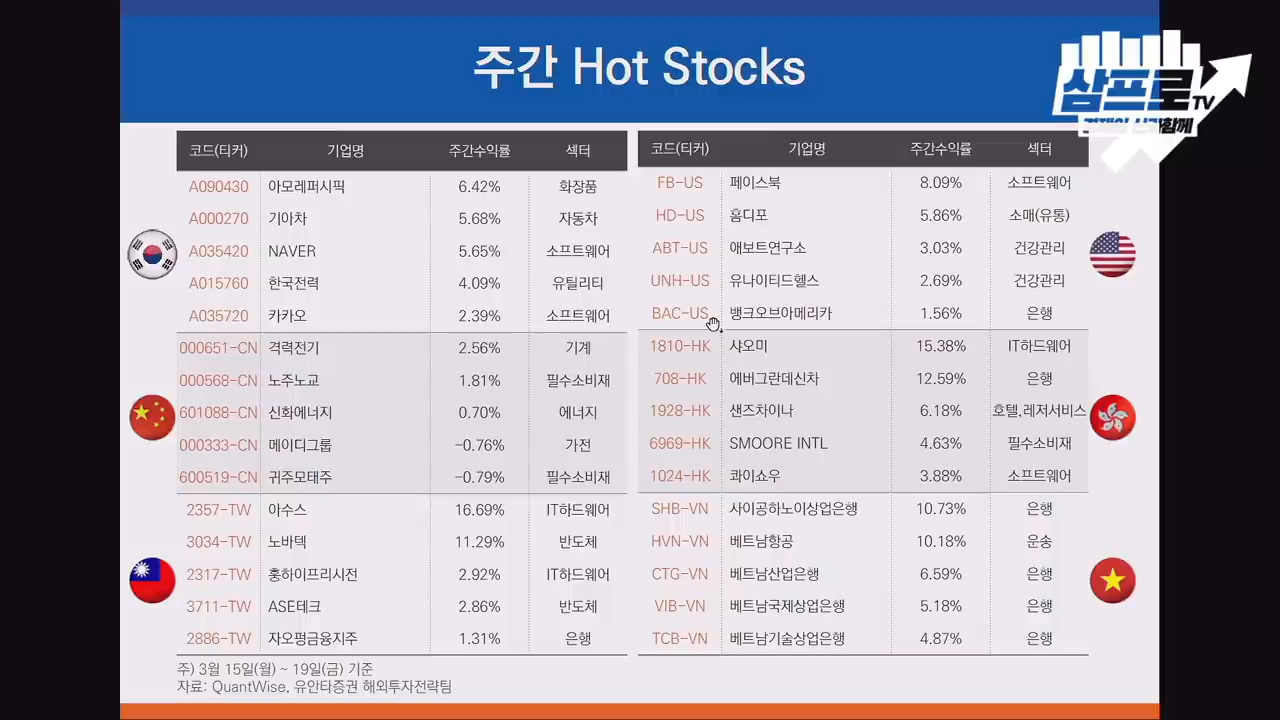 주간 Hot Stocks
삼프로TV
경제의 신과함께
코드(티커) 기업명 주간수익률 섹터
A090430 아모레퍼시픽 6.42% 화장품
A000270 기아차 5.68% 자동차
A035420 NAVER 5.65% 소프트웨어
A015760 한국전력 4.09% 유틸리티
A035720 카카오 2.39% 소프트웨어
000651-CN 격력전기 2.56% 기계
000568-CN 노주노교 1.81% 필수소비재
601088-CN 신화에너지 0.70% 에너지
000333-CN 메이디그룹 -0.76% 가전
600519-CN 귀주모태주 -0.79% 필수소비재
2357-TW 아수스 16.69% IT하드웨어
3034-TW 노바텍 11.29% 반도체
2317-TW 홍하이프리시전 2.92% IT하드웨어
3711-TW ASE테크 2.86% 반도체
2886-TW 자오펑금융지주 1.31% 은행
코드(티커) 기업명 주간수익률 섹터
FB-US 페이스북 8.09% 소프트웨어
HD-US 홈디포 5.86% 소매(유통)
ABT-US 애보트연구소 3.03% 건강관리
UNH-US 유나이티드헬스 2.69% 건강관리
BAC-US 뱅크오브아메리카 1.56% 은행
1810-HK 샤오미 15.38% IT하드웨어
708-HK 에버그란데신차 12.59% 은행
1928-HK 샌즈차이나 6.18% 호텔,레저서비스
6969-HK SMOORE INTL 4.63% 필수소비재
1024-HK 콰이쇼우 3.88% 소프트웨어
SHB-VN 사이공하노이상업은행 10.73% 은행
HVN-VN 베트남항공 10.18% 운송
CTG-VN 베트남산업은행 6.59% 은행
VIB-VN 베트남국제상업은행 5.18% 은행
TCB-VN 베트남기술상업은행 4.87% 은행
주) 3월 15일(월) ~ 19일(금) 기준
자료: QuantWise, 유안타증권 해외투자전략팀